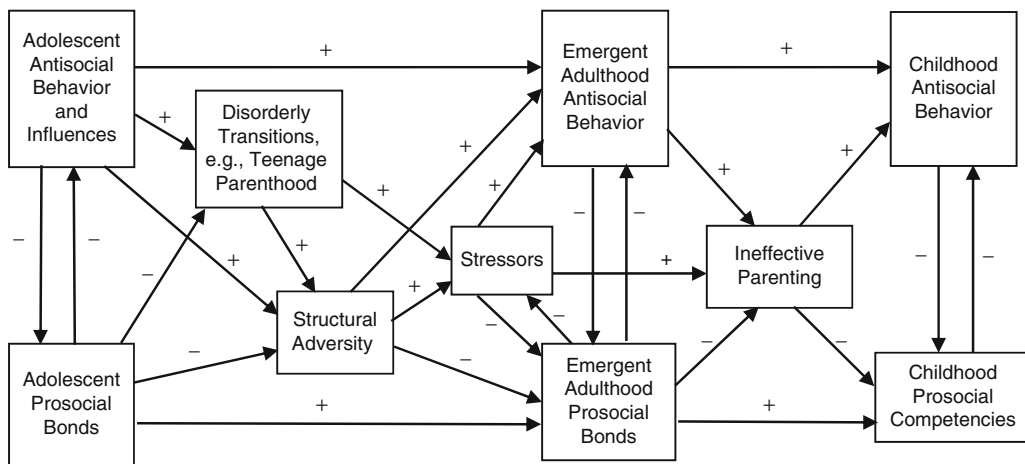 Adolescent
Antisocial
Behavior
and
Influences
Disorderly
Transitions,
e.g., Teenage
Parenthood
Emergent
Adulthood
Antisocial
Behavior
Childhood
Antisocial
Behavior
Stressors
Ineffective
Parenting
Structural
Adversity
Adolescent
Prosocial
Bonds
Emergent
Adulthood
Prosocial
Bonds
Childhood
Prosocial
Competencies
+
+
+
+
+
+
+
+
+
+
+
+
+
+
−
−
−
−
−
−
−
−
−
−
−
−
−